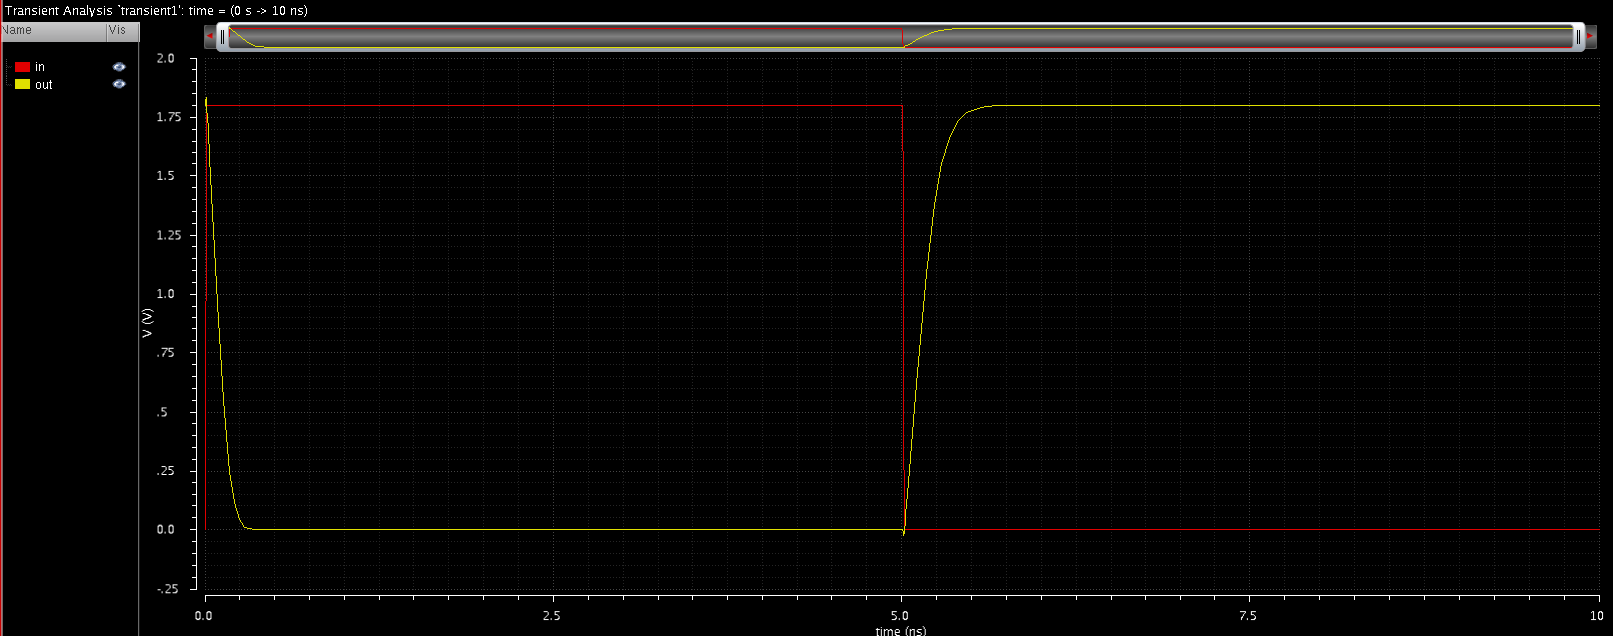 Transient Analysis `transient1': time = (0 s -> 10 ns)
Name Vis
in
out
2.0
1.75
1.5
1.25
1.0
.75
.5
.25
0.0
-.25
V (V)
0.0 2.5 5.0 7.5 10
time (ns)